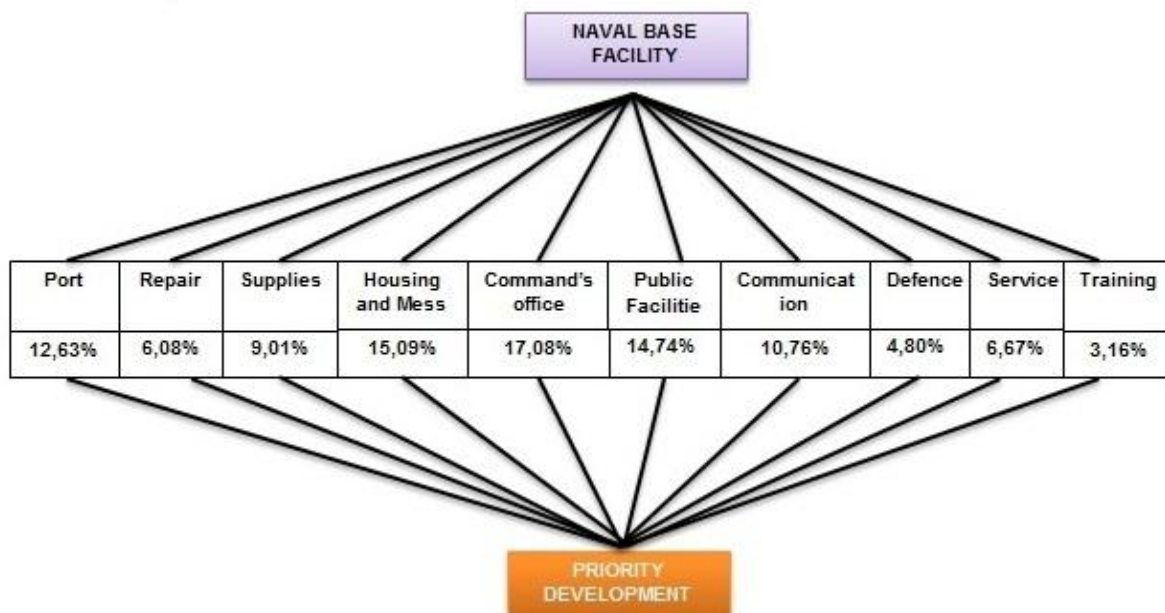 NAVAL BASE
FACILITY
Port
Repair
Supplies
Housing
and Mess
Command's
office
Public
Facilitie
Communicat
ion
Defence
Service
Training
12,63%
6,08%
9,01%
15,09%
17,08%
14,74%
10,76%
4,80%
6,67%
3,16%
PRIORITY
DEVELOPMENT